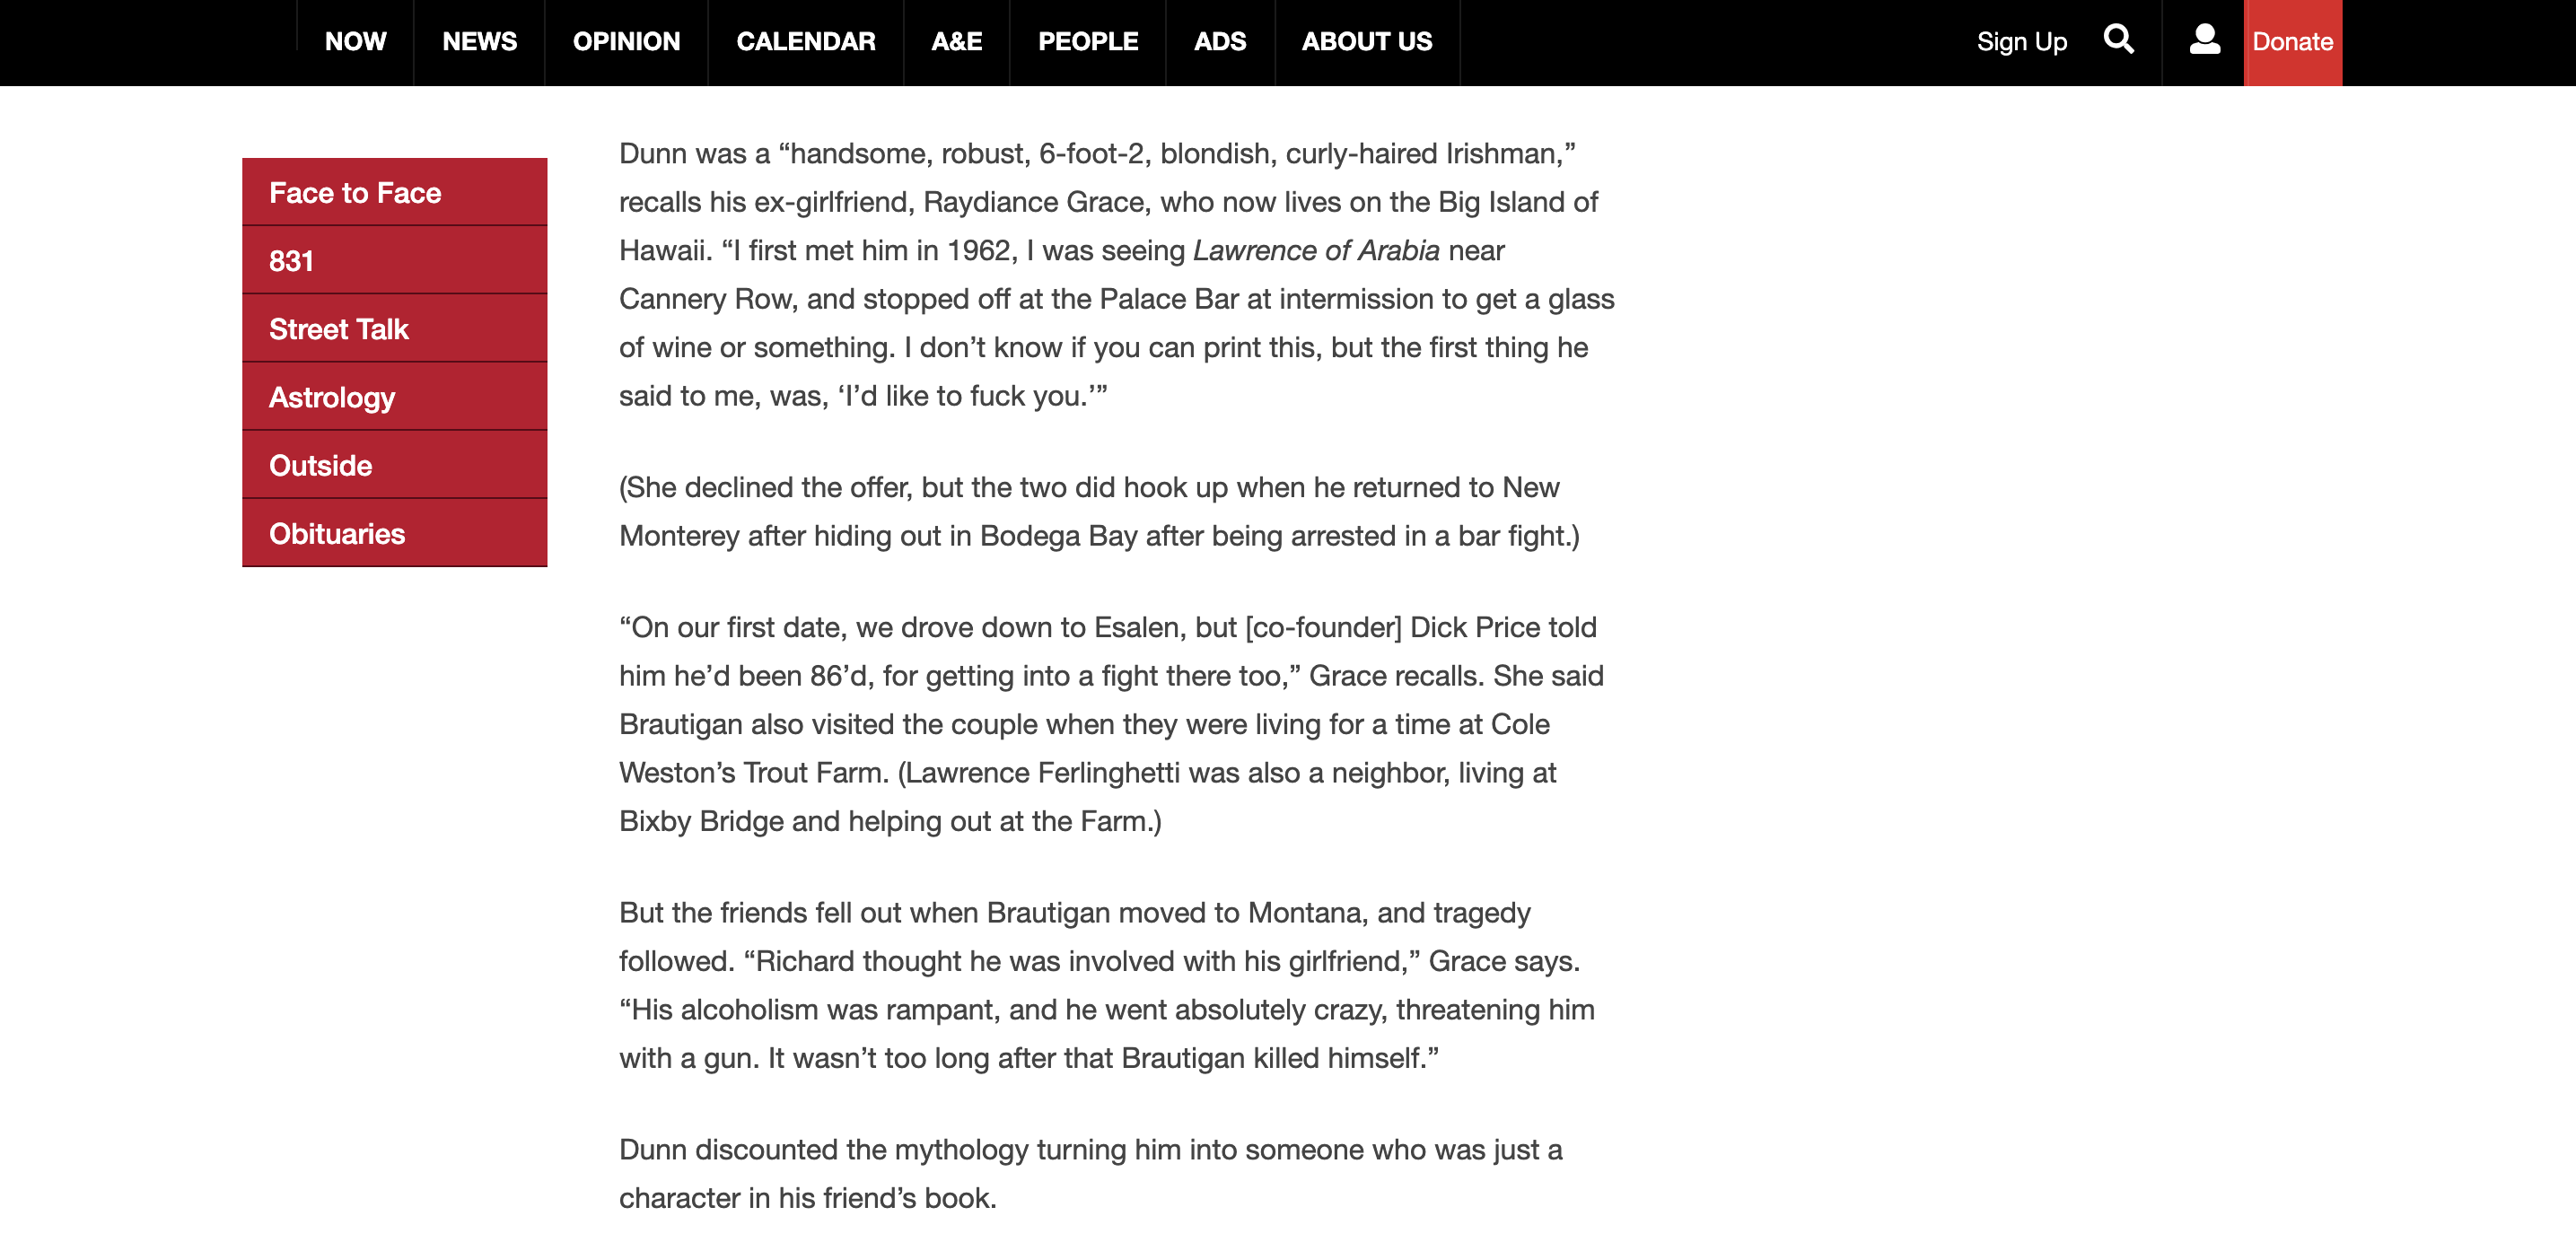 NOW NEWS OPINION CALENDAR A&E PEOPLE ADS ABOUT US Sign Up Donate
Face to Face
831
Street Talk
Astrology
Outside
Obituaries
Dunn was a “handsome, robust, 6-foot-2, blondish, curly-haired Irishman,”
recalls his ex-girlfriend, Raydiance Grace, who now lives on the Big Island of
Hawaii. “I first met him in 1962, I was seeing Lawrence of Arabia near
Cannery Row, and stopped off at the Palace Bar at intermission to get a glass
of wine or something. I don’t know if you can print this, but the first thing he
said to me, was, ‘I’d like to fuck you.’”
(She declined the offer, but the two did hook up when he returned to New
Monterey after hiding out in Bodega Bay after being arrested in a bar fight.)
“On our first date, we drove down to Esalen, but [co-founder] Dick Price told
him he’d been 86’d, for getting into a fight there too,” Grace recalls. She said
Brautigan also visited the couple when they were living for a time at Cole
Weston’s Trout Farm. (Lawrence Ferlinghetti was also a neighbor, living at
Bixby Bridge and helping out at the Farm.)
But the friends fell out when Brautigan moved to Montana, and tragedy
followed. “Richard thought he was involved with his girlfriend,” Grace says.
“His alcoholism was rampant, and he went absolutely crazy, threatening him
with a gun. It wasn’t too long after that Brautigan killed himself.”
Dunn discounted the mythology turning him into someone who was just a
character in his friend’s book.